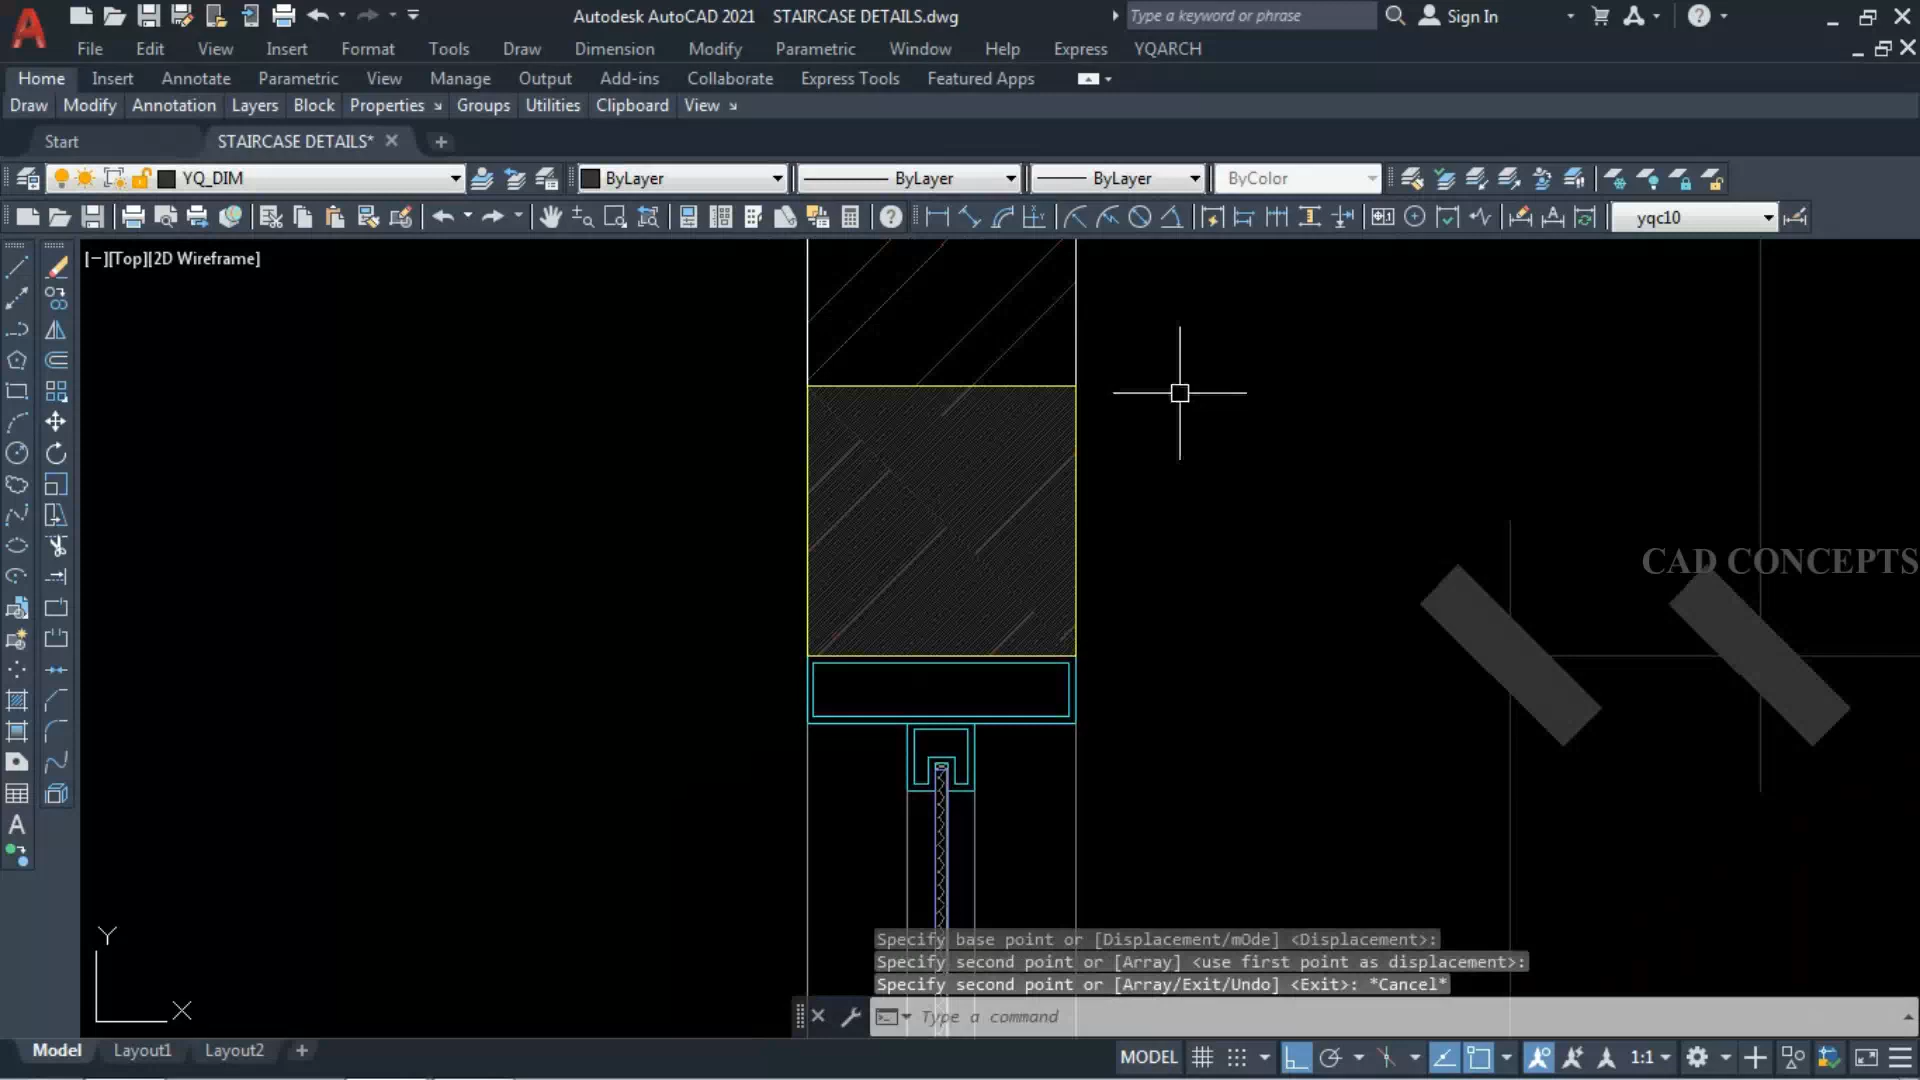 Autodesk AutoCAD 2021 STAIRCASE DETAILS.dwg
Type a keyword or phrase
Sign In
File Edit View Insert Format Tools Draw Dimension Modify Parametric Window Help Express YQARCH
Home Insert Annotate Parametric View Manage Output Add-ins Collaborate Express Tools Featured Apps
Draw Modify Annotation Layers Block Properties Groups Utilities Clipboard View
Start STAIRCASE DETAILS*
YQ_DIM ByLayer ByLayer ByLayer ByColor
yqc10
[−][Top][2D Wireframe]
CAD CONCEPTS
Y
X
Specify base point or [Displacement/mOde] <Displacement>:
Specify second point or [Array] <use first point as displacement>:
Specify second point or [Array/Exit/Undo] <Exit>: *Cancel*
Type a command
Model Layout1 Layout2
MODEL 1:1